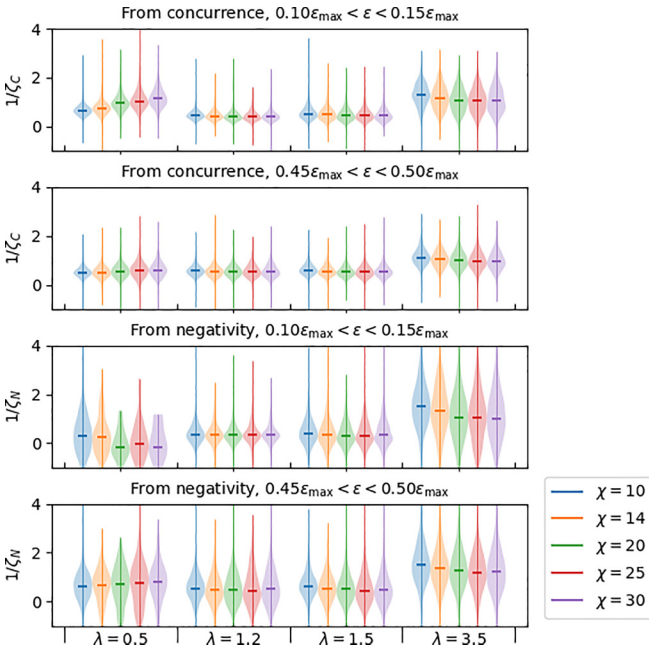 From concurrence, 0.10ε_max < ε < 0.15ε_max
4
2
0
1/ζ_C
From concurrence, 0.45ε_max < ε < 0.50ε_max
4
2
0
1/ζ_C
From negativity, 0.10ε_max < ε < 0.15ε_max
4
2
0
1/ζ_N
From negativity, 0.45ε_max < ε < 0.50ε_max
4
2
0
1/ζ_N
λ = 0.5
λ = 1.2
λ = 1.5
λ = 3.5
χ = 10
χ = 14
χ = 20
χ = 25
χ = 30